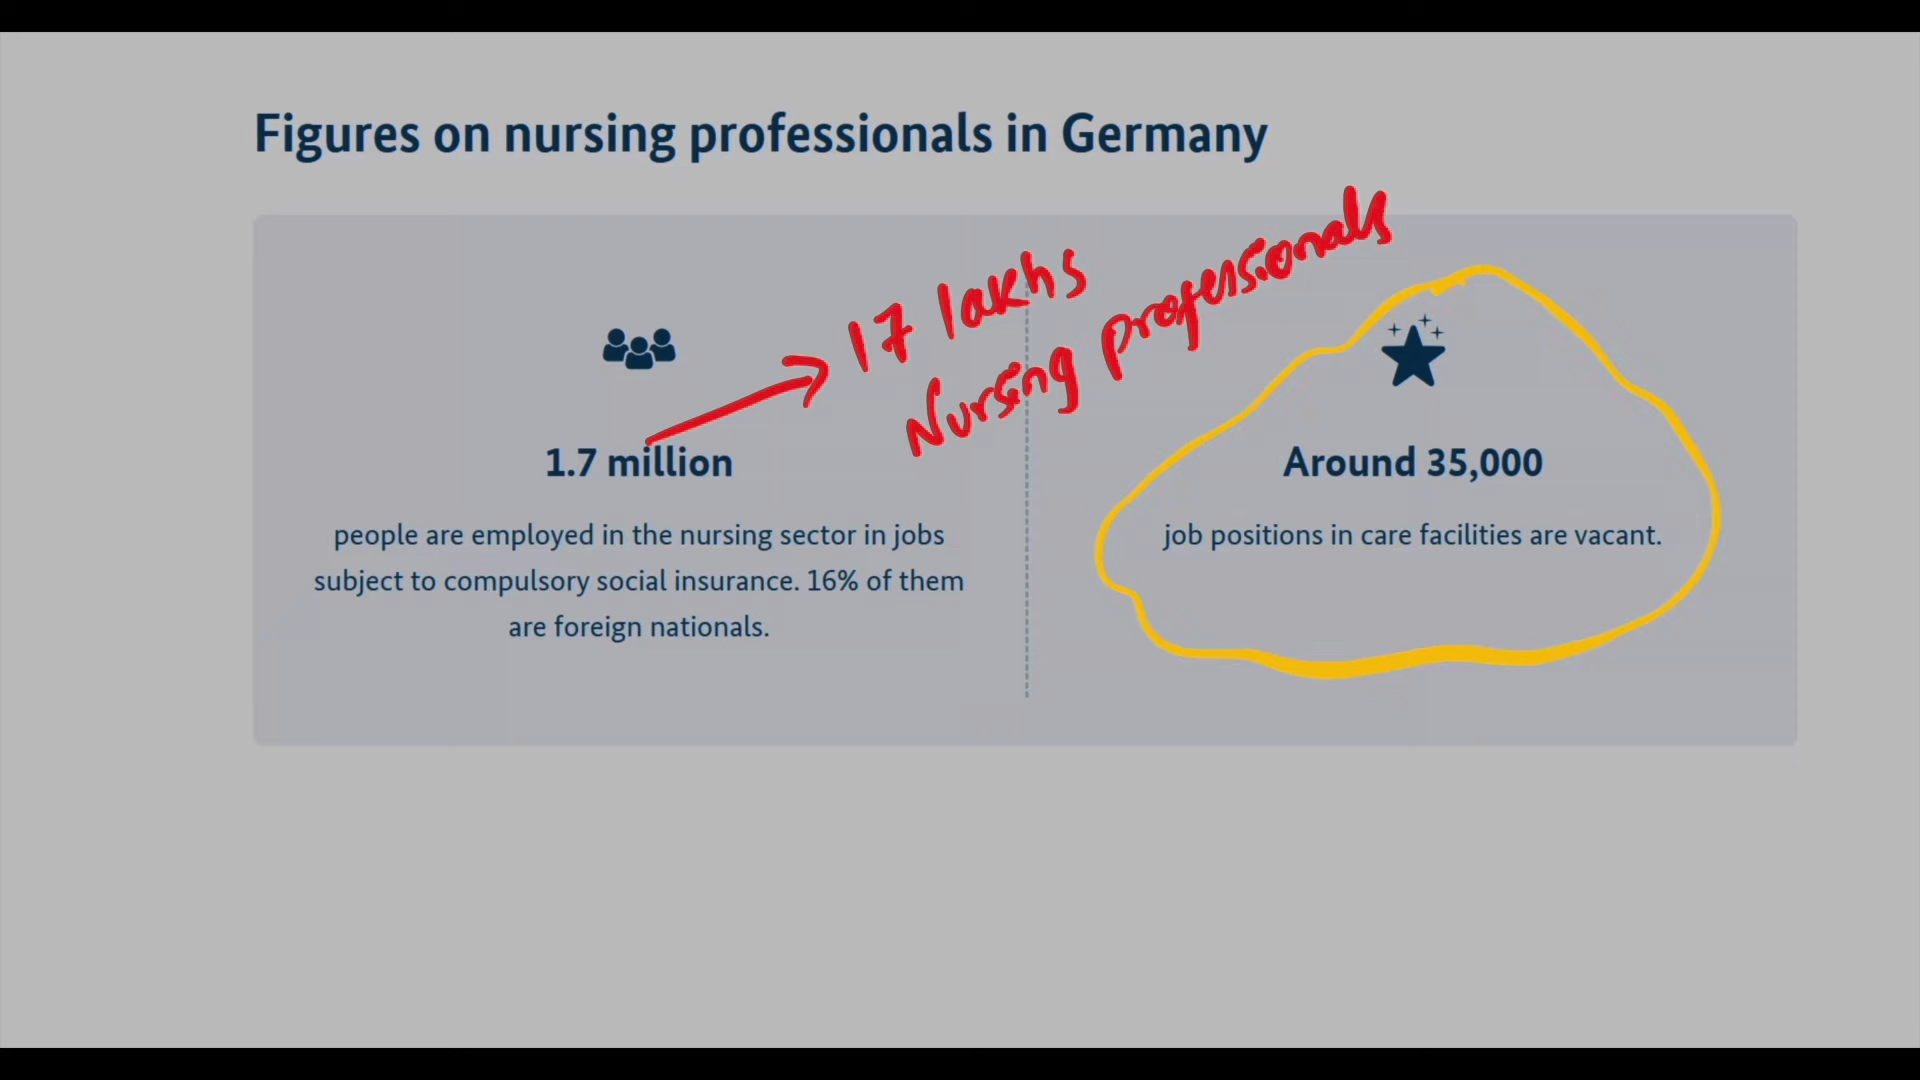 Figures on nursing professionals in Germany
17 lakhs
Nursing professionals
1.7 million
people are employed in the nursing sector in jobs
subject to compulsory social insurance. 16% of them
are foreign nationals.
Around 35,000
job positions in care facilities are vacant.